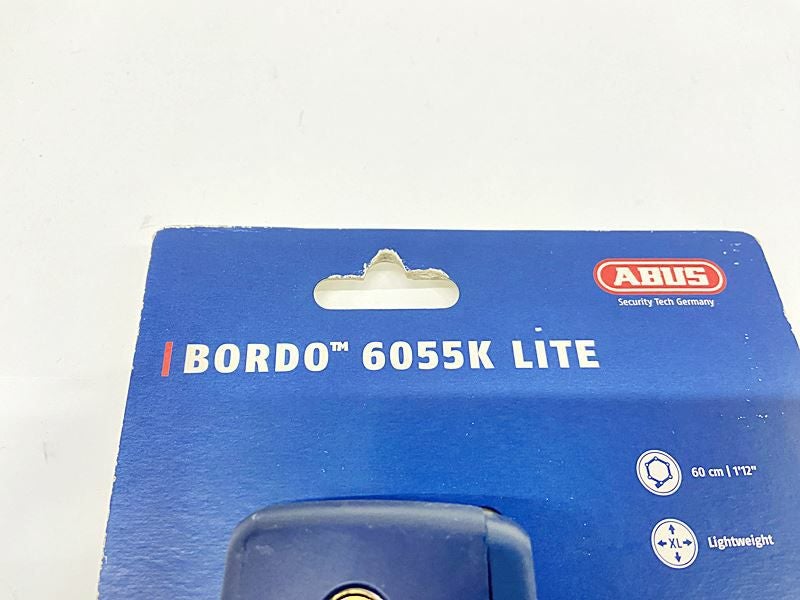 ABUS
Security Tech Germany
BORDO™ 6055K LiTE
60 cm | 1'12"
XL
Lightweight